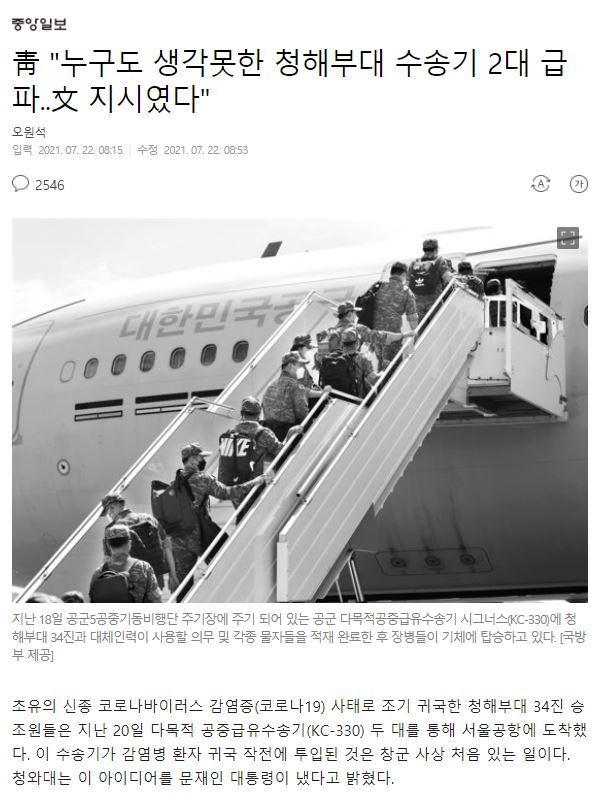 중앙일보
靑 "누구도 생각못한 청해부대 수송기 2대 급
파..文 지시였다"
오원석
입력 2021. 07. 22. 08:15 | 수정 2021. 07. 22. 08:53
2546
가
대한민국공군
NIKE
지난 18일 공군5공중기동비행단 주기장에 주기 되어 있는 공군 다목적공중급유수송기 시그너스(KC-330)에 청
해부대 34진과 대체인력이 사용할 의무 및 각종 물자들을 적재 완료한 후 장병들이 기체에 탑승하고 있다. [국방
부 제공]
초유의 신종 코로나바이러스 감염증(코로나19) 사태로 조기 귀국한 청해부대 34진 승
조원들은 지난 20일 다목적 공중급유수송기(KC-330) 두 대를 통해 서울공항에 도착했
다. 이 수송기가 감염병 환자 귀국 작전에 투입된 것은 창군 사상 처음 있는 일이다.
청와대는 이 아이디어를 문재인 대통령이 냈다고 밝혔다.